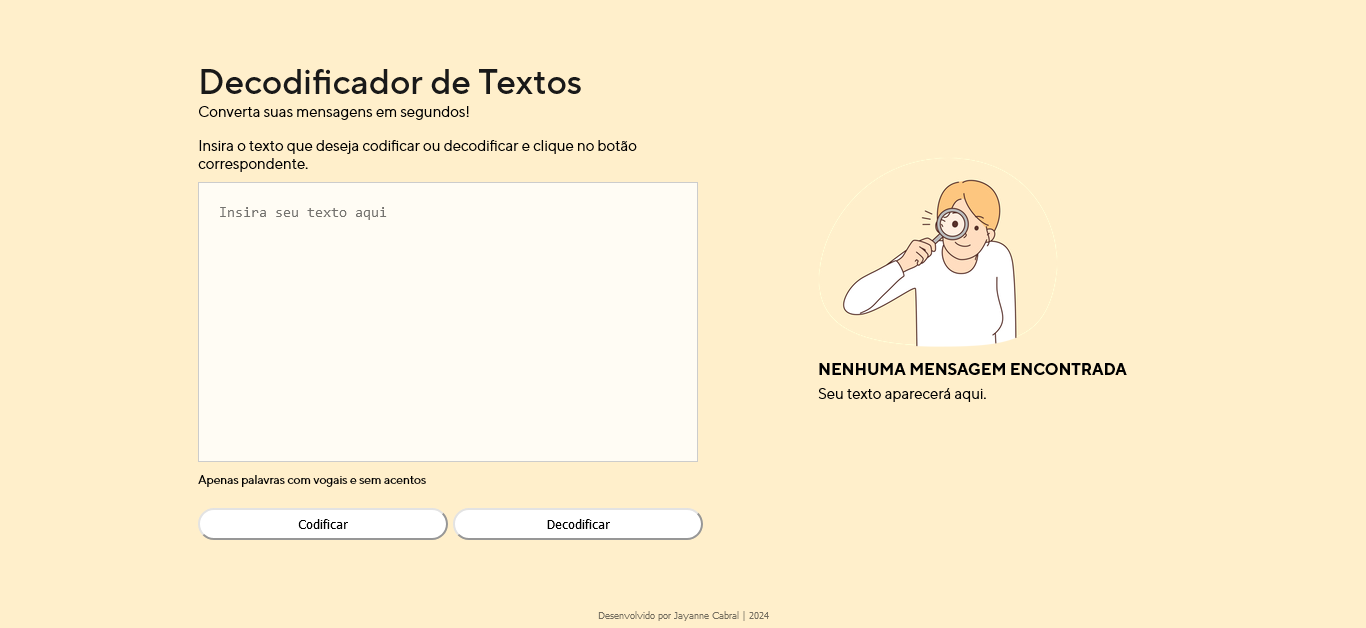 Decodificador de Textos
Converta suas mensagens em segundos!
Insira o texto que deseja codificar ou decodificar e clique no botão
correspondente.
Insira seu texto aqui
Apenas palavras com vogais e sem acentos
Codificar
Decodificar
NENHUMA MENSAGEM ENCONTRADA
Seu texto aparecerá aqui.
Desenvolvido por Jayanne Cabral | 2024